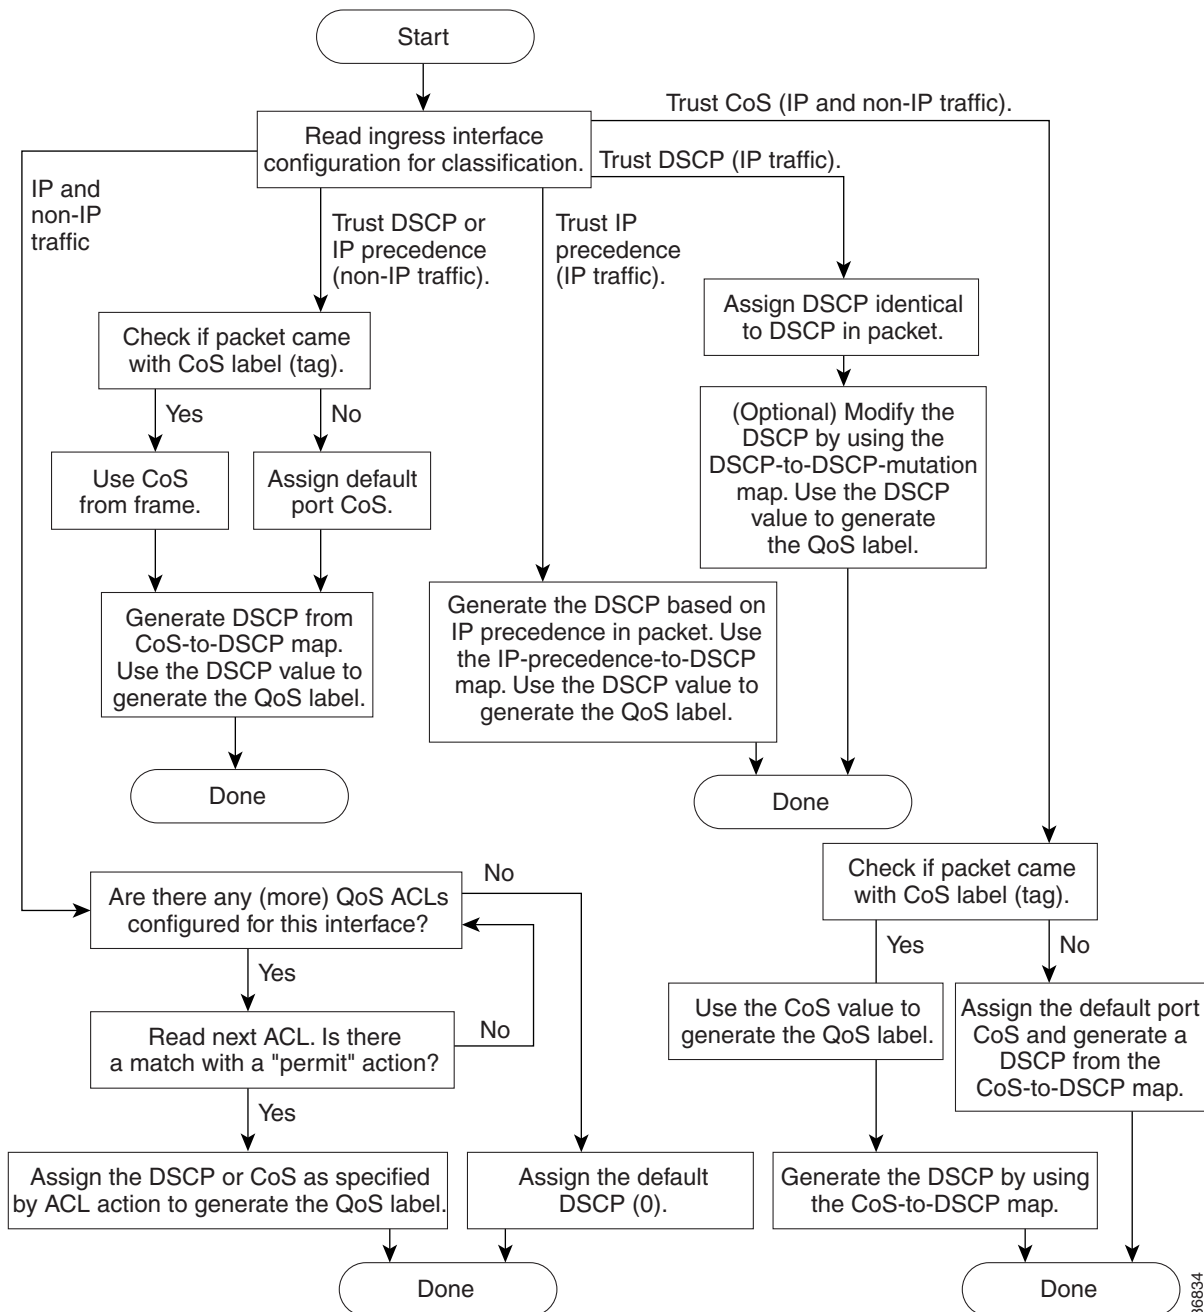 Start
Trust CoS (IP and non-IP traffic).
Read ingress interface
configuration for classification.
Trust DSCP (IP traffic).
IP and
non-IP
traffic
Trust DSCP or
IP precedence
(non-IP traffic).
Trust IP
precedence
(IP traffic).
Assign DSCP identical
to DSCP in packet.
Check if packet came
with CoS label (tag).
Yes
No
(Optional) Modify the
DSCP by using the
DSCP-to-DSCP-mutation
map. Use the DSCP
value to generate
the QoS label.
Use CoS
from frame.
Assign default
port CoS.
Generate DSCP from
CoS-to-DSCP map.
Use the DSCP value to
generate the QoS label.
Generate the DSCP based on
IP precedence in packet. Use
the IP-precedence-to-DSCP
map. Use the DSCP value to
generate the QoS label.
Done
Done
Check if packet came
with CoS label (tag).
Are there any (more) QoS ACLs
configured for this interface?
No
Yes
Yes
No
Read next ACL. Is there
a match with a "permit" action?
No
Use the CoS value to
generate the QoS label.
Assign the default port
CoS and generate a
DSCP from the
CoS-to-DSCP map.
Yes
Assign the DSCP or CoS as specified
by ACL action to generate the QoS label.
Assign the default
DSCP (0).
Generate the DSCP by using
the CoS-to-DSCP map.
Done
Done